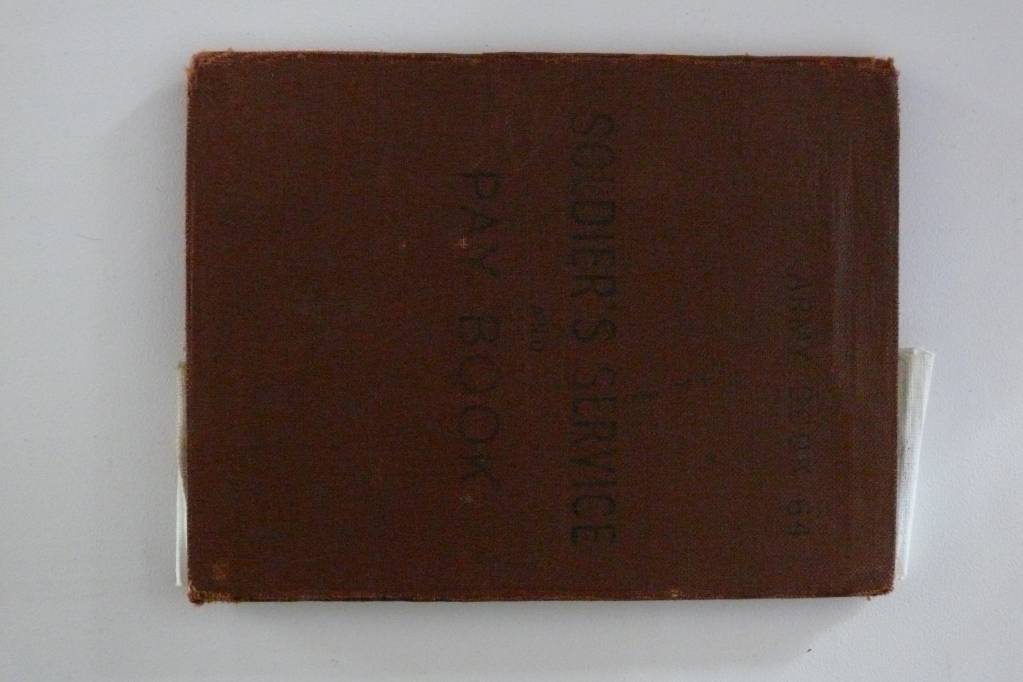 ARMY BOOK 64
SOLDIER'S SERVICE
AND
PAY BOOK